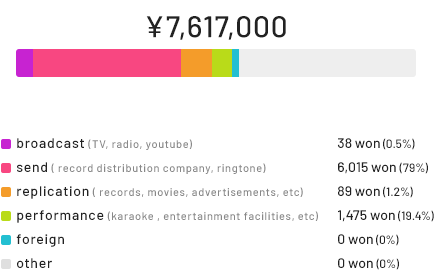 ¥7,617,000
broadcast (TV, radio, youtube) 38 won (0.5%)
send ( record distribution company, ringtone) 6,015 won (79%)
replication ( records, movies, advertisements, etc) 89 won (1.2%)
performance (karaoke , entertainment facilities, etc) 1,475 won (19.4%)
foreign 0 won (0%)
other 0 won (0%)